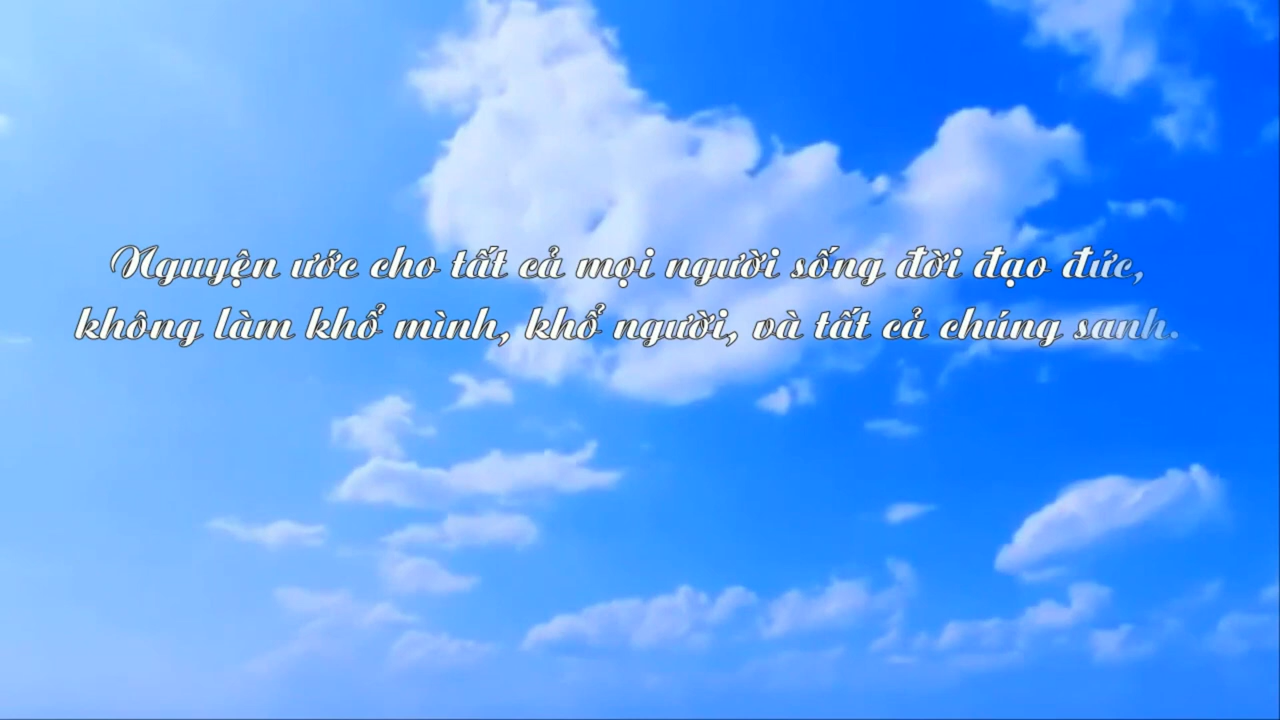 Nguyện ước cho tất cả mọi người sống đời đạo đức,
không làm khổ mình, khổ người, và tất cả chúng sanh.